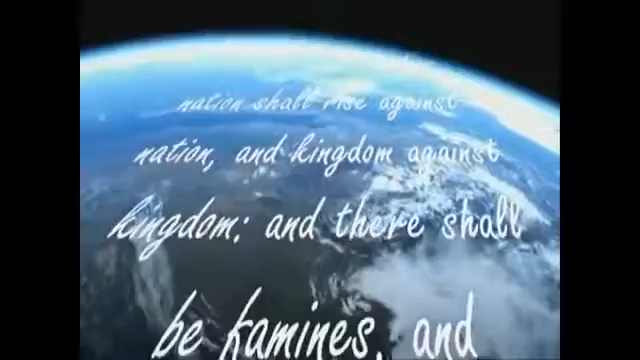 nation shall rise against
nation, and kingdom against
kingdom: and there shall
be famines, and